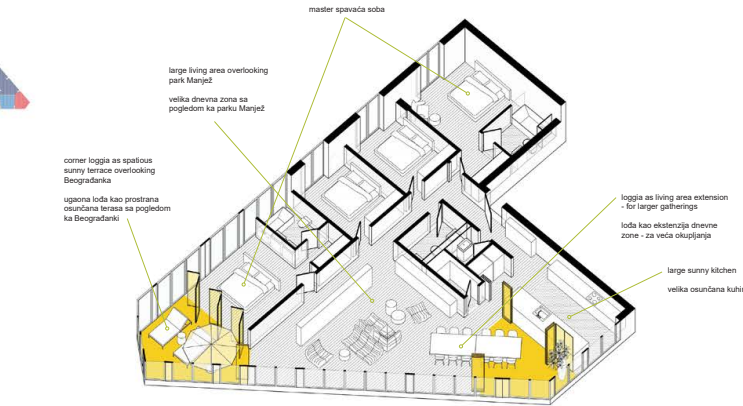 master spavaća soba
large living area overlooking
park Manjež
velika dnevna zona sa
pogledom ka parku Manjež
corner loggia as spatious
sunny terrace overlooking
Beograđanka
ugaona lođa kao prostrana
osunčana terasa sa pogledom
ka Beograđanki
loggia as living area extension
- for larger gatherings
lođa kao ekstenzija dnevne
zone - za veća okupljanja
large sunny kitchen
velika osunčana